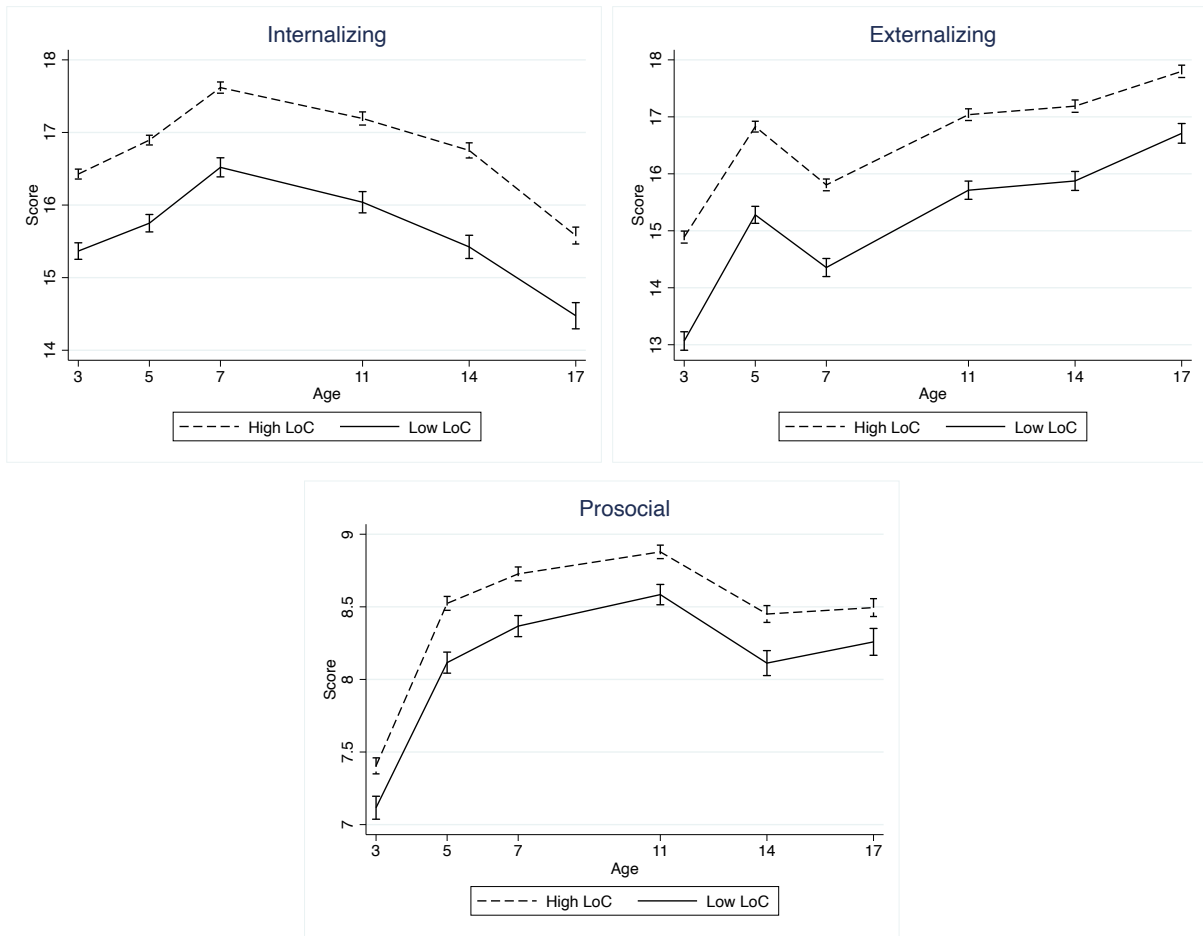 Internalizing
Score
18
17
16
15
14
3 5 7 11 14 17
Age
High LoC Low LoC
Externalizing
Score
18
17
16
15
14
13
3 5 7 11 14 17
Age
High LoC Low LoC
Prosocial
Score
9
8.5
8
7.5
7
3 5 7 11 14 17
Age
High LoC Low LoC